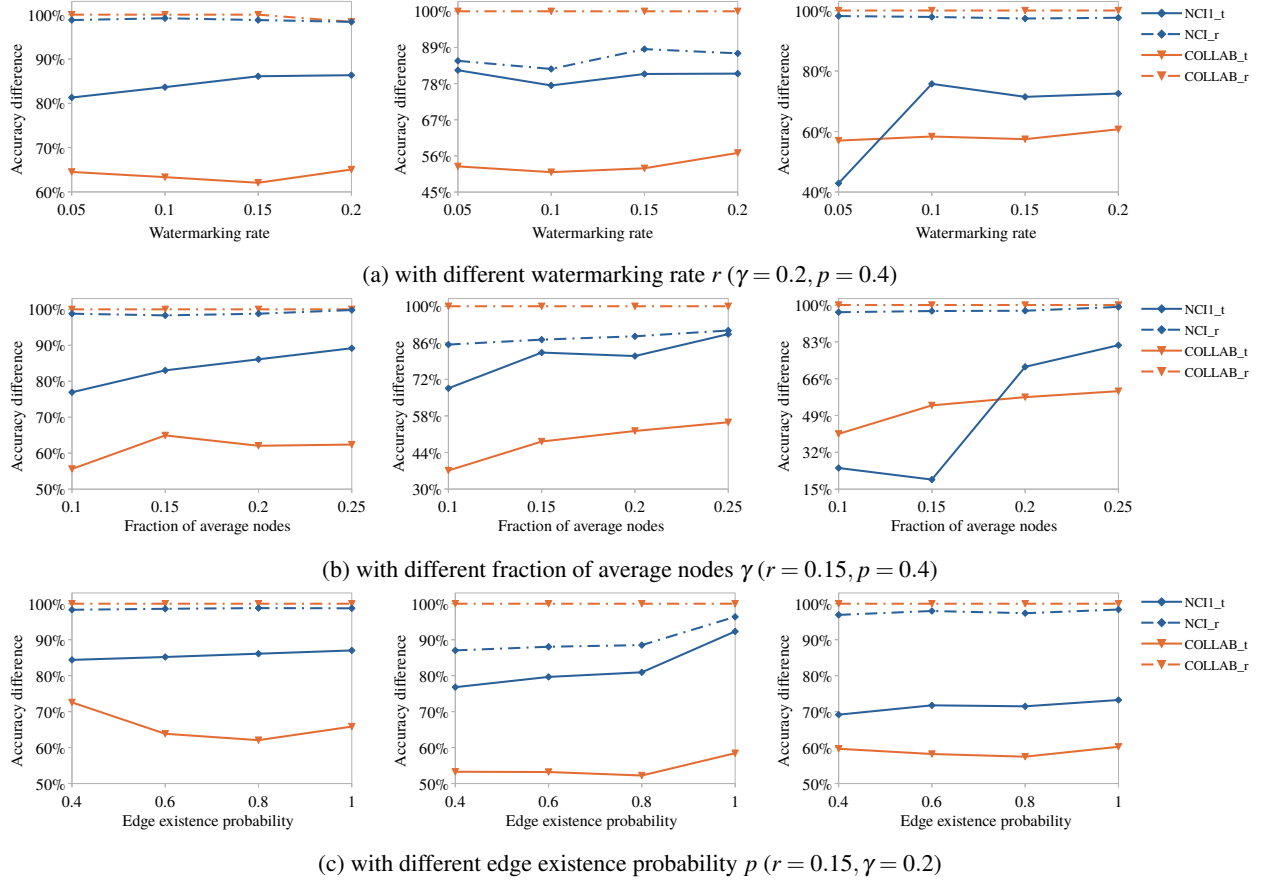 100%
90%
80%
70%
60%
0.05 0.1 0.15 0.2
Accuracy difference
Watermarking rate
100%
89%
78%
67%
56%
45%
0.05 0.1 0.15 0.2
Accuracy difference
Watermarking rate
100%
80%
60%
40%
0.05 0.1 0.15 0.2
Accuracy difference
Watermarking rate
NCI1_t
NCI_r
COLLAB_t
COLLAB_r
(a) with different watermarking rate r (γ = 0.2, p = 0.4)
100%
90%
80%
70%
60%
50%
0.1 0.15 0.2 0.25
Accuracy difference
Fraction of average nodes
100%
86%
72%
58%
44%
30%
0.1 0.15 0.2 0.25
Accuracy difference
Fraction of average nodes
100%
83%
66%
49%
32%
15%
0.1 0.15 0.2 0.25
Accuracy difference
Fraction of average nodes
NCI1_t
NCI_r
COLLAB_t
COLLAB_r
(b) with different fraction of average nodes γ (r = 0.15, p = 0.4)
100%
90%
80%
70%
60%
50%
0.4 0.6 0.8 1
Accuracy difference
Edge existence probability
100%
90%
80%
70%
60%
50%
0.4 0.6 0.8 1
Accuracy difference
Edge existence probability
100%
90%
80%
70%
60%
50%
0.4 0.6 0.8 1
Accuracy difference
Edge existence probability
NCI1_t
NCI_r
COLLAB_t
COLLAB_r
(c) with different edge existence probability p (r = 0.15, γ = 0.2)